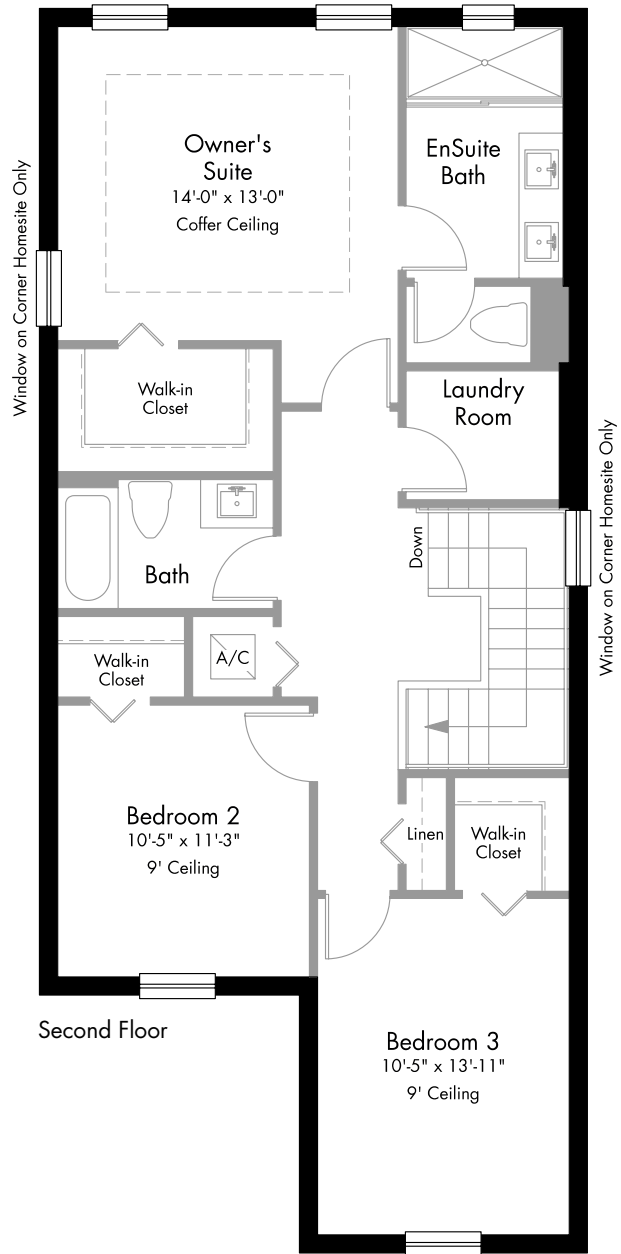 Owner's
Suite
14'-0" x 13'-0"
Coffer Ceiling
EnSuite
Bath
Window on Corner Homesite Only
Walk-in
Closet
Laundry
Room
Window on Corner Homesite Only
Down
Bath
A/C
Walk-in
Closet
Bedroom 2
10'-5" x 11'-3"
9' Ceiling
Linen
Walk-in
Closet
Second Floor
Bedroom 3
10'-5" x 13'-11"
9' Ceiling